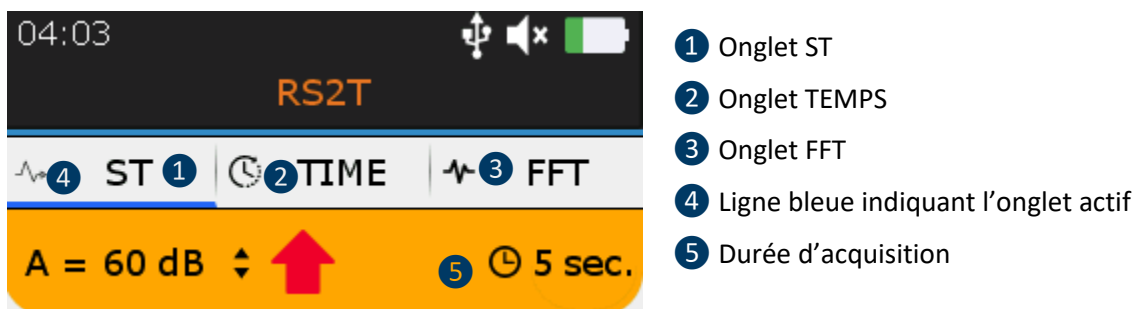 04:03
RS2T
4 ST 1 2 TIME 3 FFT
A = 60 dB 5 5 sec.
1 Onglet ST
2 Onglet TEMPS
3 Onglet FFT
4 Ligne bleue indiquant l'onglet actif
5 Durée d'acquisition